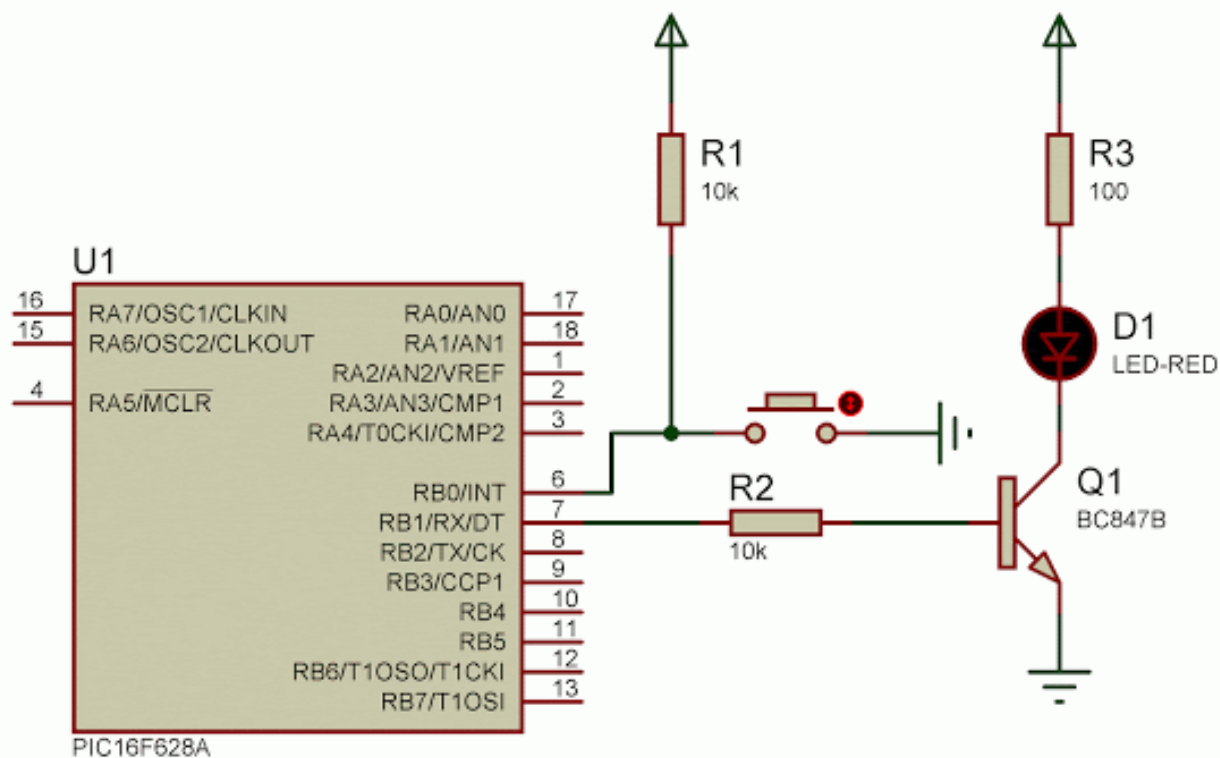 R1
10k
R3
100
U1
16
RA7/OSC1/CLKIN
RA0/AN0
17
15
RA6/OSC2/CLKOUT
RA1/AN1
18
RA2/AN2/VREF
1
4
RA5/MCLR
RA3/AN3/CMP1
2
RA4/T0CKI/CMP2
3
D1
LED-RED
RB0/INT
6
RB1/RX/DT
7
RB2/TX/CK
8
RB3/CCP1
9
RB4
10
RB5
11
RB6/T1OSO/T1CKI
12
RB7/T1OSI
13
R2
10k
Q1
BC847B
PIC16F628A